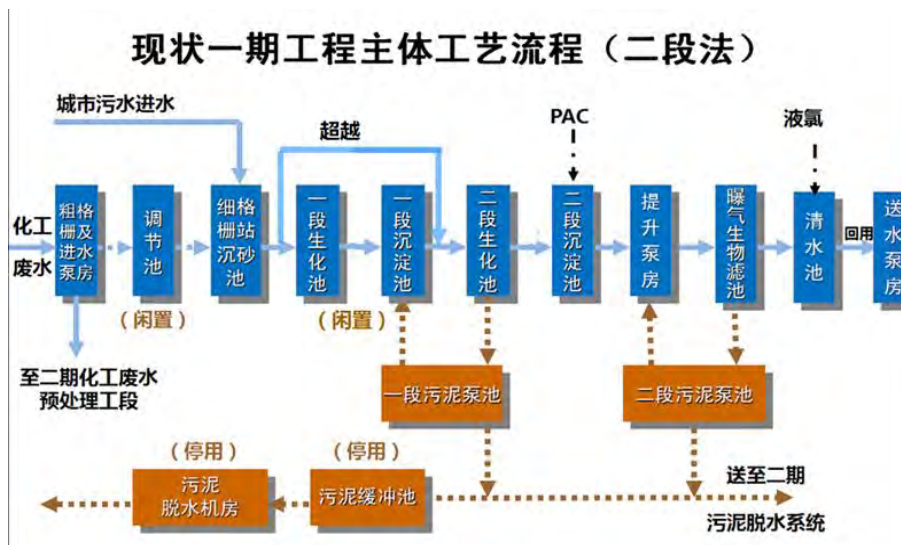 现状一期工程主体工艺流程（二段法）
城市污水进水
超越
PAC
液氯
化工
废水
粗格
栅及
进水
泵房
调节池
细格
栅站
沉砂
池
一段生化池
一段沉淀池
二段生化池
二段沉淀池
提升泵房
曝气生物滤池
清水池
回用
送水泵房
（闲置）
（闲置）
至二期化工废水
预处理工段
一段污泥泵池
二段污泥泵池
（停用）
（停用）
污泥
脱水机房
污泥缓冲池
送至二期
污泥脱水系统